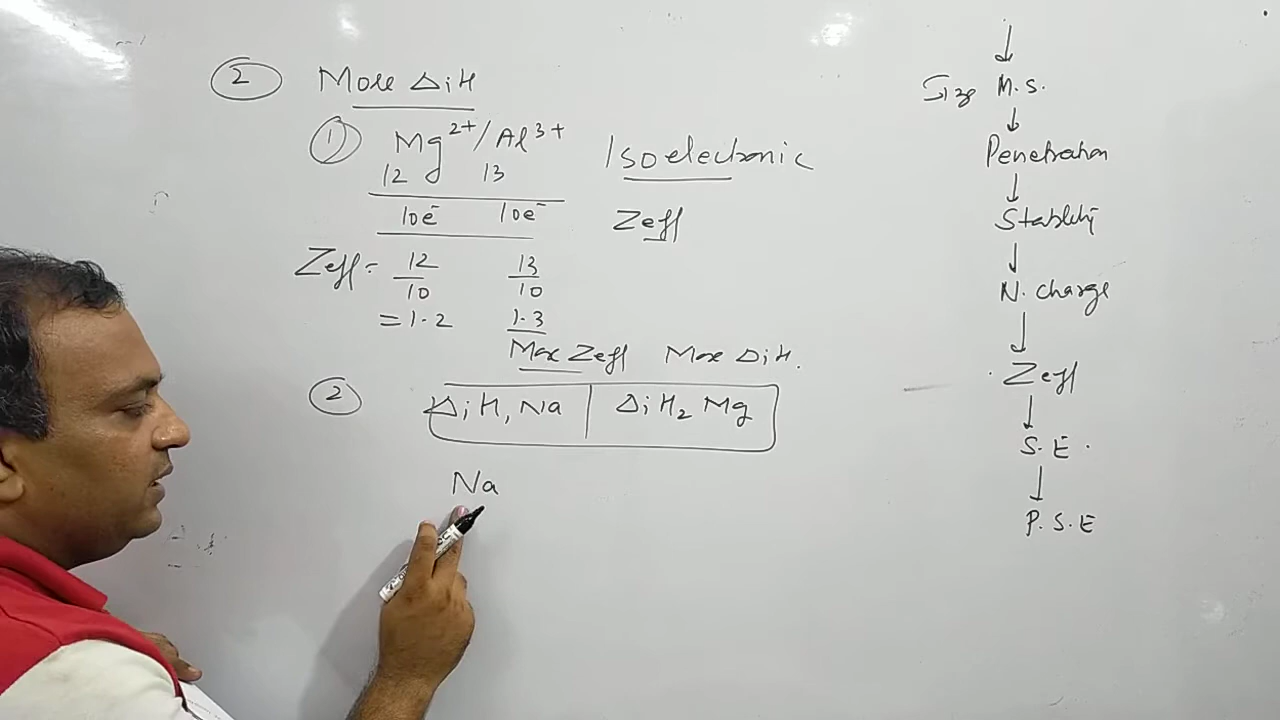 ② More ΔiH
① Mg²⁺/Al³⁺ Isoelectronic
12 13
10e⁻ 10e⁻ Zeff
Zeff = 12/10 13/10
= 1.2 1.3
Max Zeff Max ΔiH.
② ΔiH₁ Na | ΔiH₂ Mg
Na
↓
Size M.S.
↓
Penetration
↓
Stability
↓
N. charge
↓
Zeff
↓
S.E.
↓
P.S.E